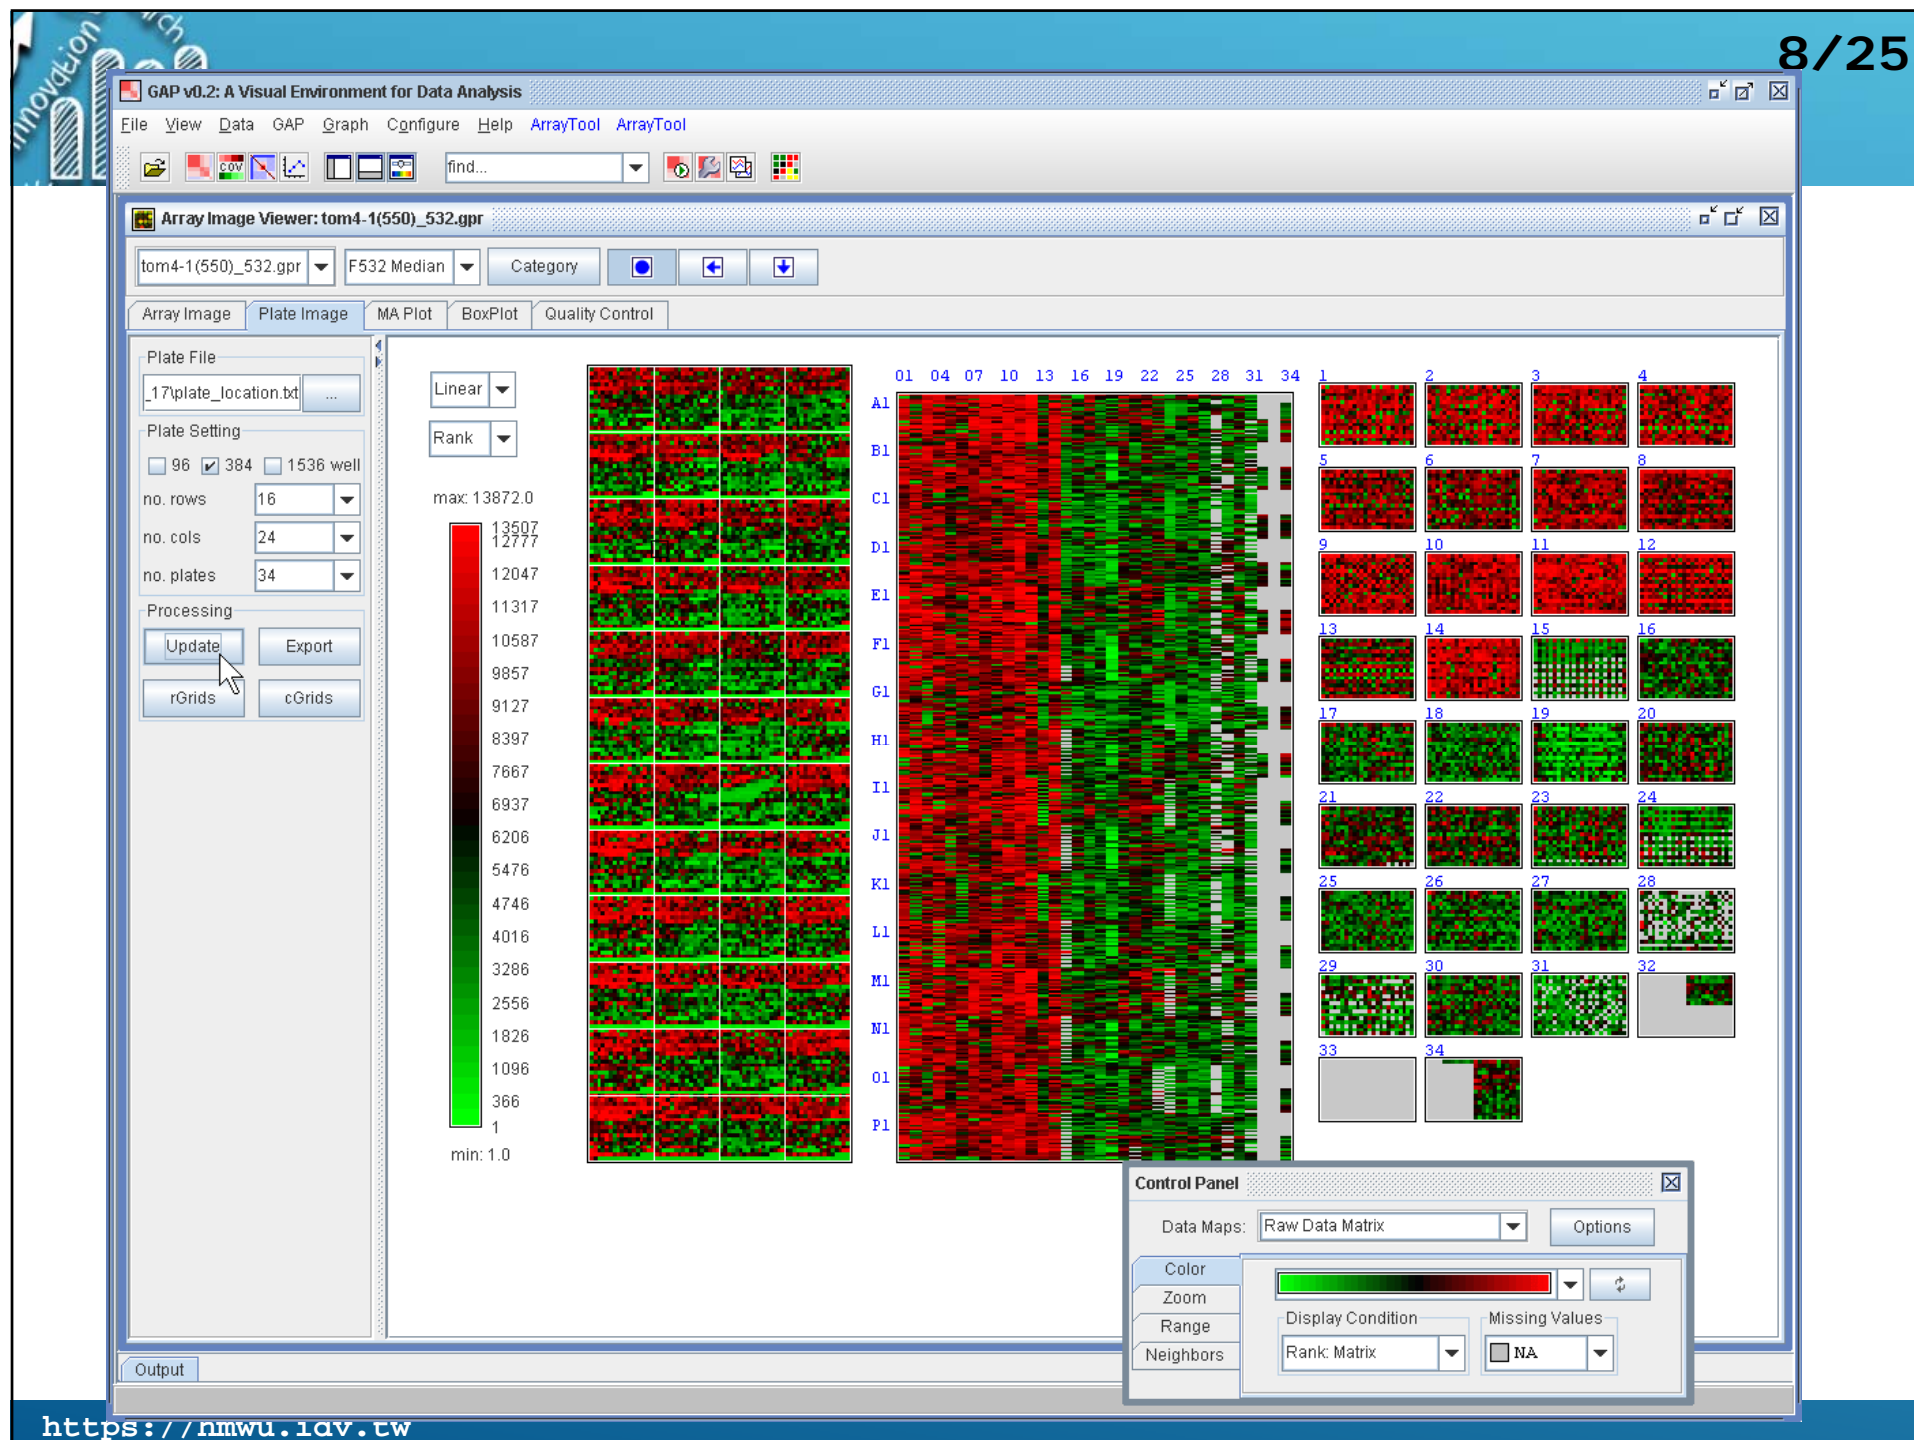 8/25
GAP v0.2: A Visual Environment for Data Analysis
File View Data GAP Graph Configure Help ArrayTool ArrayTool
COV find...
Array Image Viewer: tom4-1(550)_532.gpr
tom4-1(550)_532.gpr F532 Median Category
Array Image Plate Image MA Plot BoxPlot Quality Control
Plate File
_17\plate_location.txt ...
Plate Setting
96 384 1536 well
no. rows 16
no. cols 24
no. plates 34
Processing
Update Export
rGrids cGrids
Linear
Rank
max: 13872.0
13507
12777
12047
11317
10587
9857
9127
8397
7667
6937
6206
5476
4746
4016
3286
2556
1826
1096
366
1
min: 1.0
01 04 07 10 13 16 19 22 25 28 31 34
A1
B1
C1
D1
E1
F1
G1
H1
I1
J1
K1
L1
M1
N1
O1
P1
1 2 3 4
5 6 7 8
9 10 11 12
13 14 15 16
17 18 19 20
21 22 23 24
25 26 27 28
29 30 31 32
33 34
Control Panel
Data Maps: Raw Data Matrix Options
Color
Zoom
Range
Neighbors
Display Condition Missing Values
Rank: Matrix NA
Output
https://hmwu.idv.tw